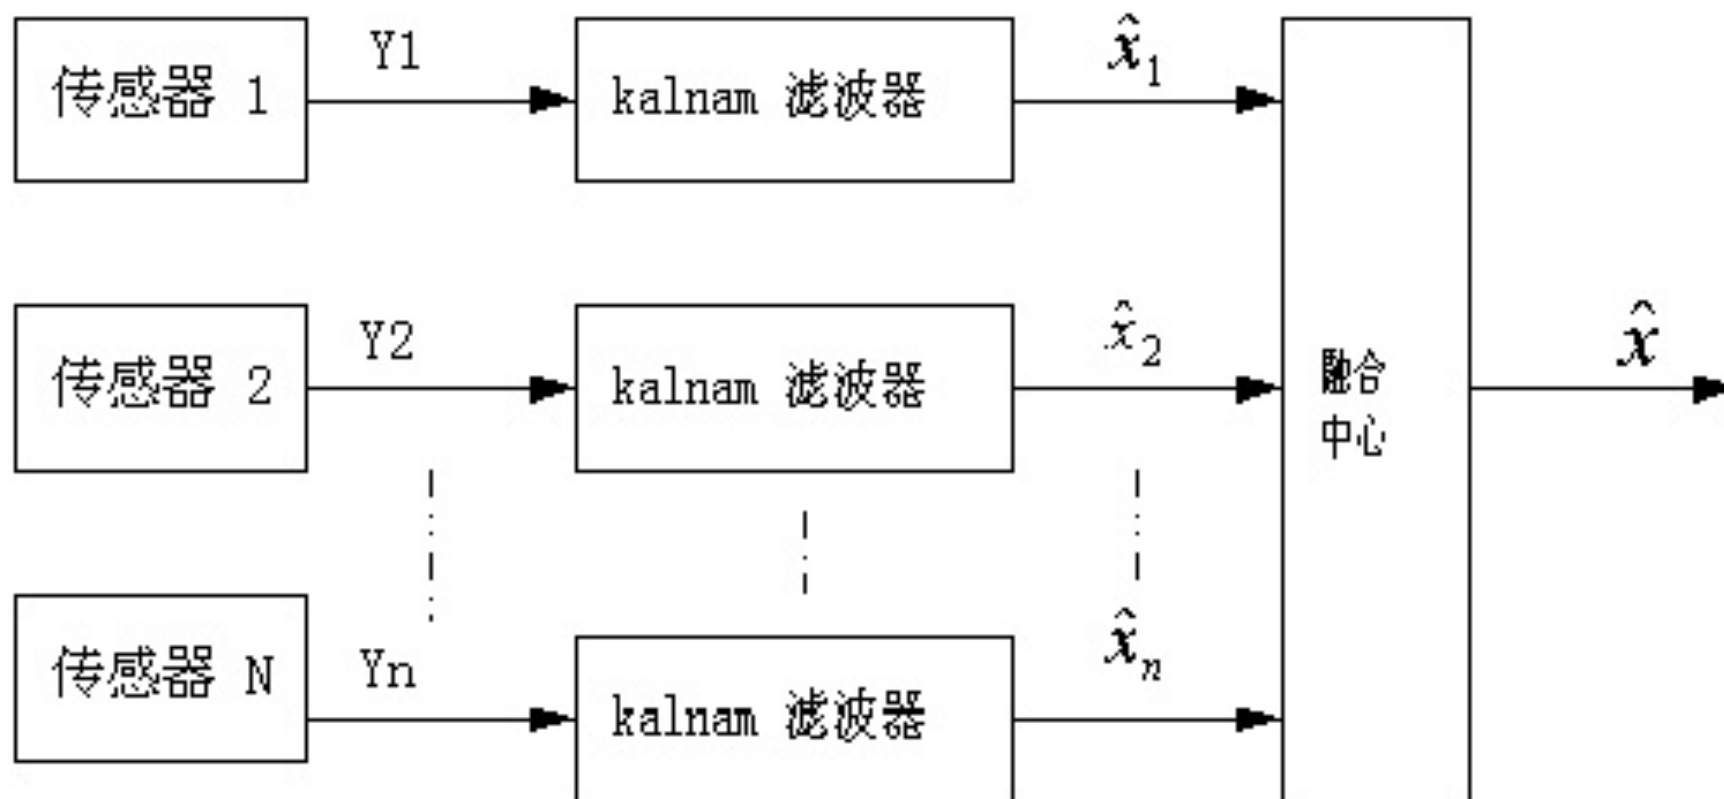 传感器 1
Y1
kalnam 滤波器
x̂₁
传感器 2
Y2
kalnam 滤波器
x̂₂
融合
中心
x̂
传感器 N
Yn
kalnam 滤波器
x̂ₙ